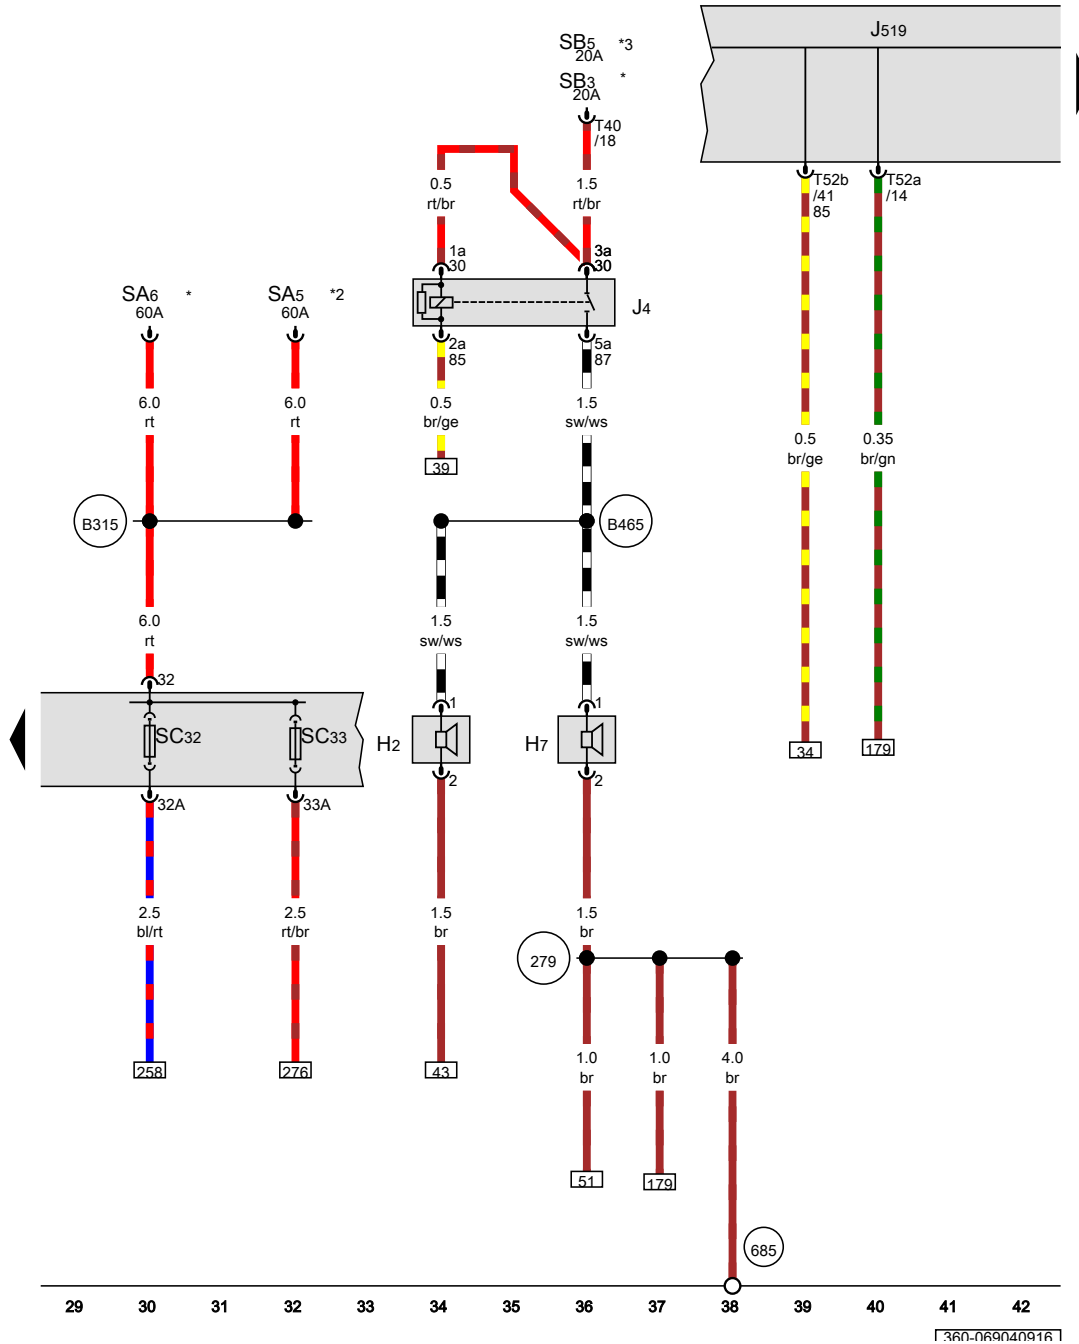 J519
SB5 *3
20A
SB3 *
20A
T40
/18
0.5
rt/br
1.5
rt/br
T52b
/41
85
T52a
/14
1a
30
3a
30
J4
SA6 *
60A
SA5 *2
60A
2a
85
5a
87
6.0
rt
6.0
rt
0.5
br/ge
1.5
sw/ws
0.5
br/ge
0.35
br/gn
39
B315
B465
6.0
rt
1.5
sw/ws
1.5
sw/ws
32
1
1
SC32
SC33
H2
H7
34
179
2
2
32A
33A
2.5
bl/rt
2.5
rt/br
1.5
br
1.5
br
279
258
276
43
1.0
br
1.0
br
4.0
br
51
179
685
29 30 31 32 33 34 35 36 37 38 39 40 41 42
360-069040916